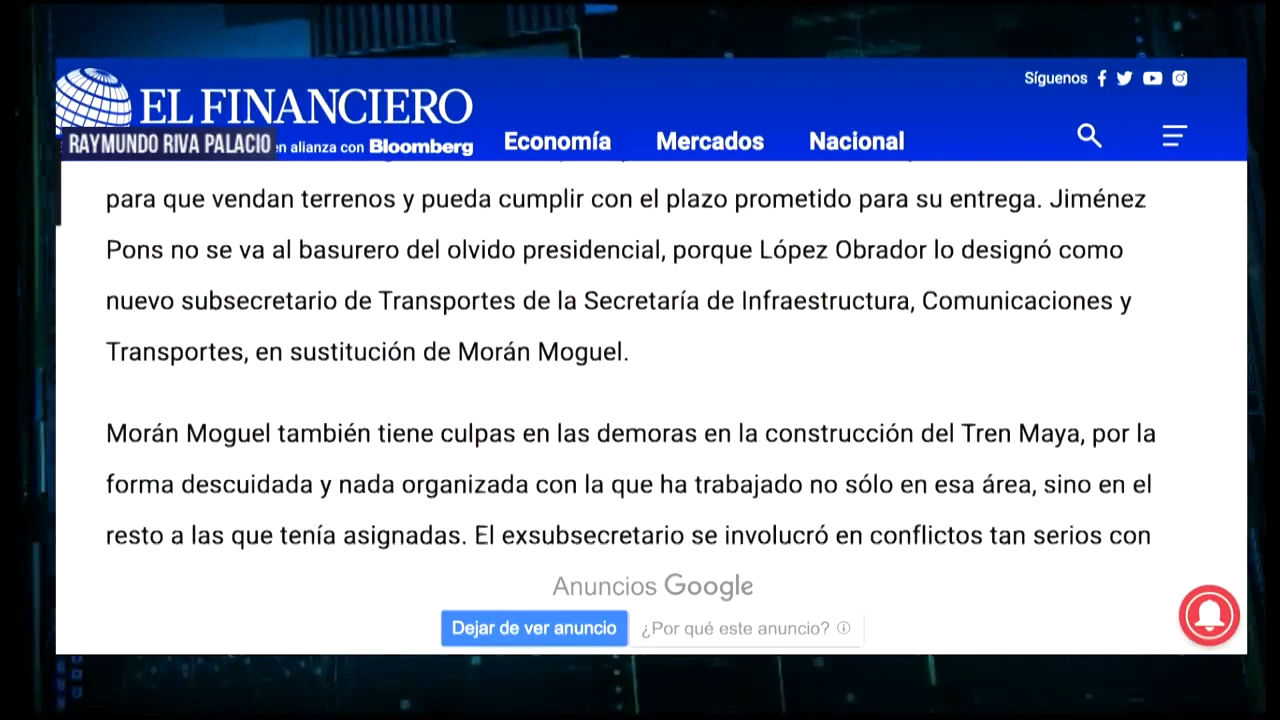 Síguenos
EL FINANCIERO
RAYMUNDO RIVA PALACIO
en alianza con Bloomberg
Economía
Mercados
Nacional
para que vendan terrenos y pueda cumplir con el plazo prometido para su entrega. Jiménez
Pons no se va al basurero del olvido presidencial, porque López Obrador lo designó como
nuevo subsecretario de Transportes de la Secretaría de Infraestructura, Comunicaciones y
Transportes, en sustitución de Morán Moguel.
Morán Moguel también tiene culpas en las demoras en la construcción del Tren Maya, por la
forma descuidada y nada organizada con la que ha trabajado no sólo en esa área, sino en el
resto a las que tenía asignadas. El exsubsecretario se involucró en conflictos tan serios con
Anuncios Google
Dejar de ver anuncio
¿Por qué este anuncio?